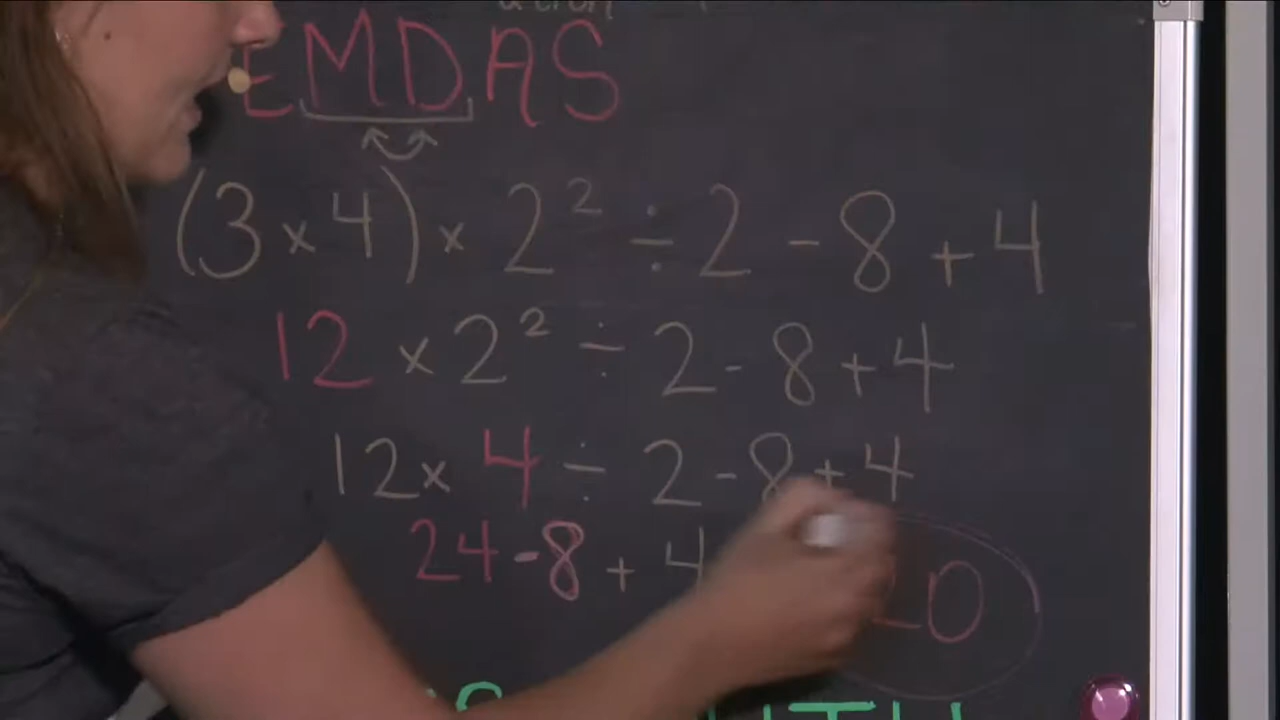 EMDAS
(3 x 4) x 2² ÷ 2 - 8 + 4
12 x 2² ÷ 2 - 8 + 4
12 x 4 ÷ 2 - 8 + 4
24 - 8 + 4
20